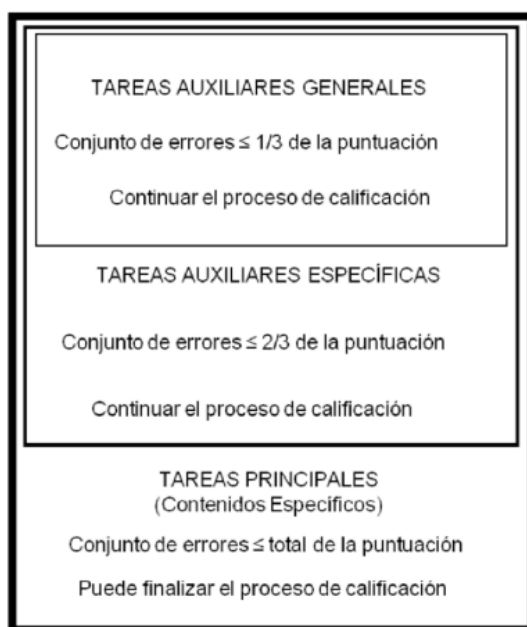 TAREAS AUXILIARES GENERALES
Conjunto de errores ≤ 1/3 de la puntuación
Continuar el proceso de calificación
TAREAS AUXILIARES ESPECÍFICAS
Conjunto de errores ≤ 2/3 de la puntuación
Continuar el proceso de calificación
TAREAS PRINCIPALES
(Contenidos Específicos)
Conjunto de errores ≤ total de la puntuación
Puede finalizar el proceso de calificación